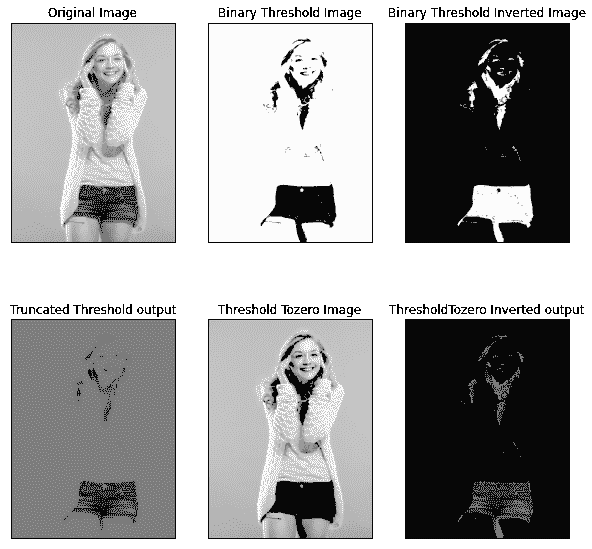 Original Image
Binary Threshold Image
Binary Threshold Inverted Image
Truncated Threshold output
Threshold Tozero Image
ThresholdTozero Inverted output